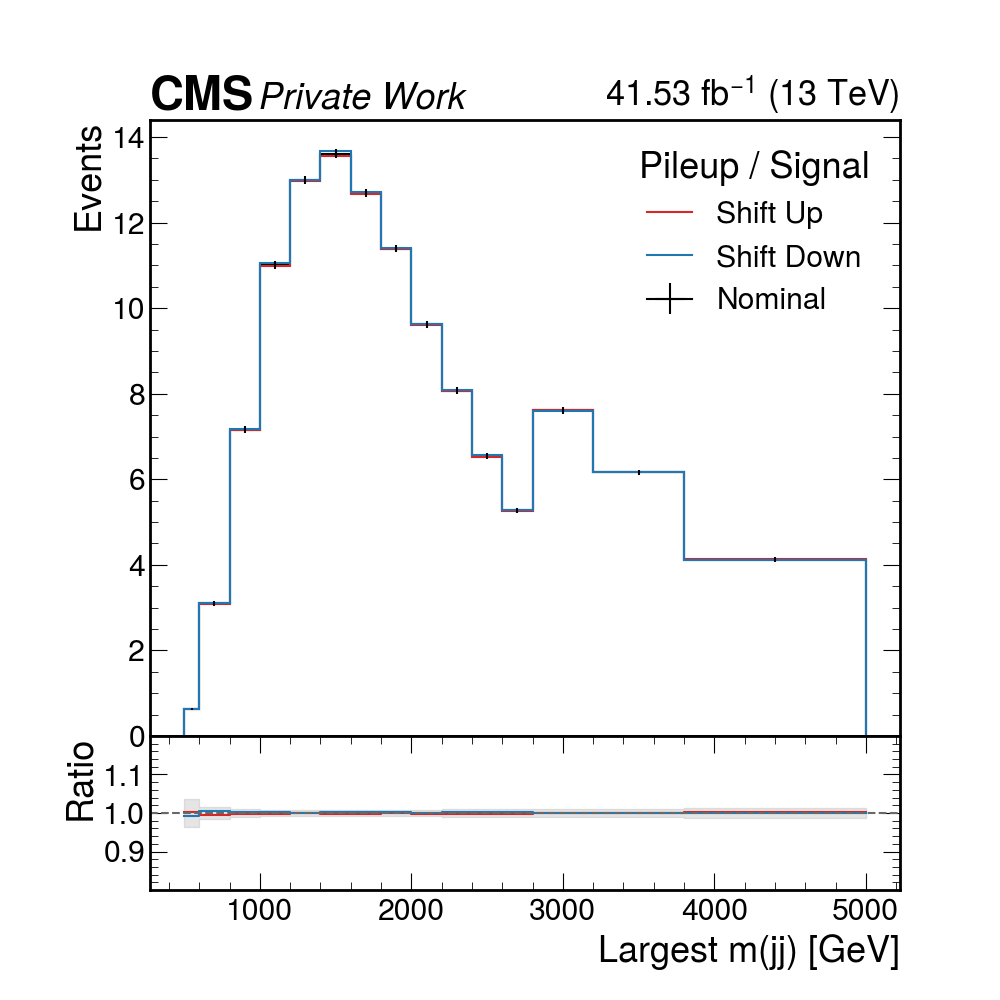 CMS Private Work 41.53 fb⁻¹ (13 TeV)
Events
14
12
10
8
6
4
2
0
Pileup / Signal
Shift Up
Shift Down
Nominal
Ratio
1.1
1.0
0.9
1000 2000 3000 4000 5000
Largest m(jj) [GeV]